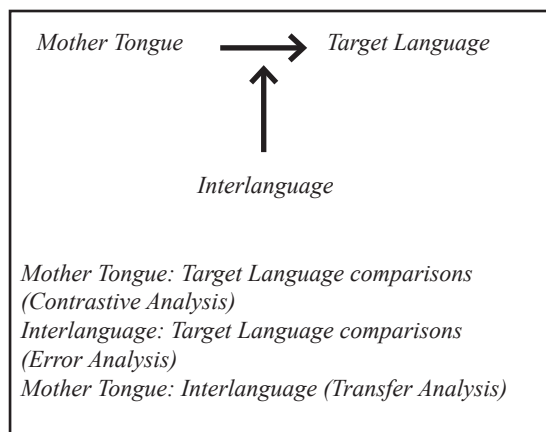 Mother Tongue Target Language
Interlanguage
Mother Tongue: Target Language comparisons
(Contrastive Analysis)
Interlanguage: Target Language comparisons
(Error Analysis)
Mother Tongue: Interlanguage (Transfer Analysis)